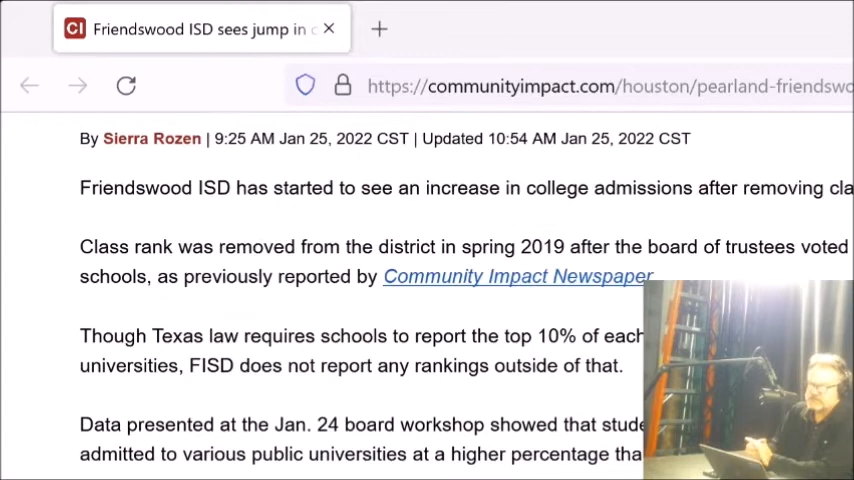 CI Friendswood ISD sees jump in
https://communityimpact.com/houston/pearland-friendswo
By Sierra Rozen | 9:25 AM Jan 25, 2022 CST | Updated 10:54 AM Jan 25, 2022 CST
Friendswood ISD has started to see an increase in college admissions after removing cla
Class rank was removed from the district in spring 2019 after the board of trustees voted
schools, as previously reported by Community Impact Newspaper
Though Texas law requires schools to report the top 10% of each
universities, FISD does not report any rankings outside of that.
Data presented at the Jan. 24 board workshop showed that stude
admitted to various public universities at a higher percentage tha